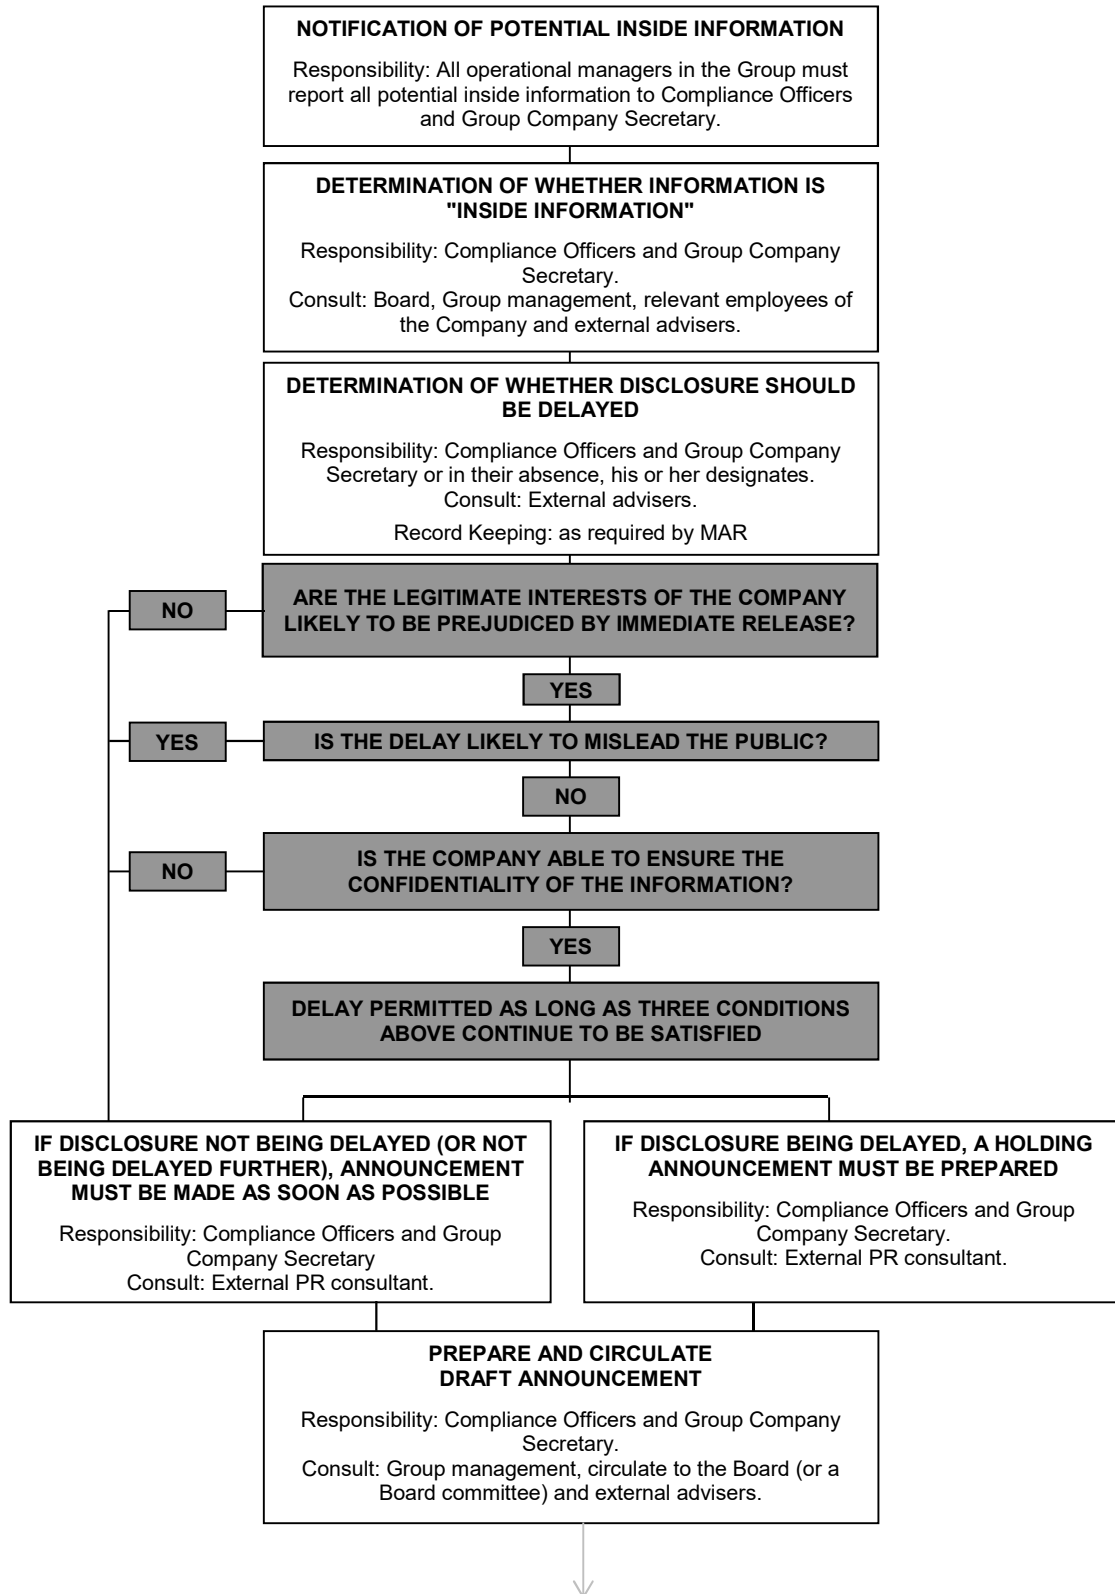 NOTIFICATION OF POTENTIAL INSIDE INFORMATION
Responsibility: All operational managers in the Group must
report all potential inside information to Compliance Officers
and Group Company Secretary.
DETERMINATION OF WHETHER INFORMATION IS
"INSIDE INFORMATION"
Responsibility: Compliance Officers and Group Company
Secretary.
Consult: Board, Group management, relevant employees of
the Company and external advisers.
DETERMINATION OF WHETHER DISCLOSURE SHOULD
BE DELAYED
Responsibility: Compliance Officers and Group Company
Secretary or in their absence, his or her designates.
Consult: External advisers.
Record Keeping: as required by MAR
NO
ARE THE LEGITIMATE INTERESTS OF THE COMPANY
LIKELY TO BE PREJUDICED BY IMMEDIATE RELEASE?
YES
YES
IS THE DELAY LIKELY TO MISLEAD THE PUBLIC?
NO
NO
IS THE COMPANY ABLE TO ENSURE THE
CONFIDENTIALITY OF THE INFORMATION?
YES
DELAY PERMITTED AS LONG AS THREE CONDITIONS
ABOVE CONTINUE TO BE SATISFIED
IF DISCLOSURE NOT BEING DELAYED (OR NOT
BEING DELAYED FURTHER), ANNOUNCEMENT
MUST BE MADE AS SOON AS POSSIBLE
Responsibility: Compliance Officers and Group
Company Secretary
Consult: External PR consultant.
IF DISCLOSURE BEING DELAYED, A HOLDING
ANNOUNCEMENT MUST BE PREPARED
Responsibility: Compliance Officers and Group
Company Secretary.
Consult: External PR consultant.
PREPARE AND CIRCULATE
DRAFT ANNOUNCEMENT
Responsibility: Compliance Officers and Group Company
Secretary.
Consult: Group management, circulate to the Board (or a
Board committee) and external advisers.